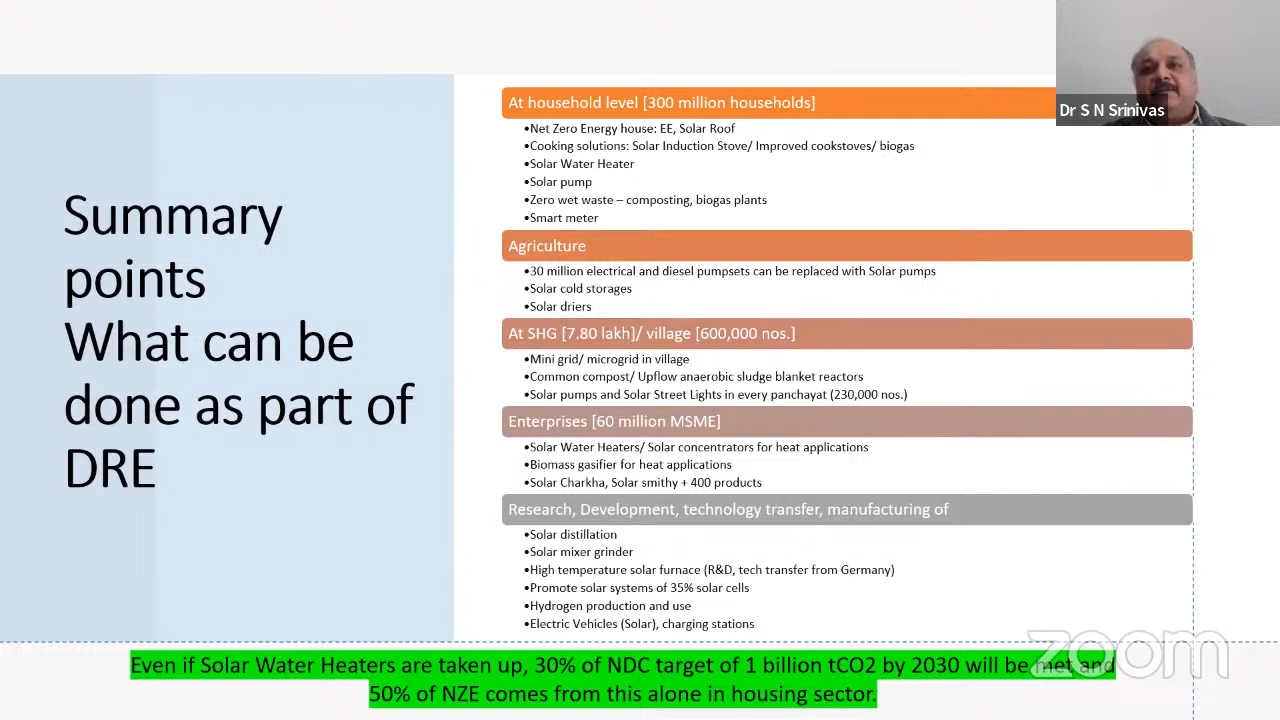 Summary
points
What can be
done as part of
DRE
At household level [300 million households]
•Net Zero Energy house: EE, Solar Roof
•Cooking solutions: Solar Induction Stove/ Improved cookstoves/ biogas
•Solar Water Heater
•Solar pump
•Zero wet waste – composting, biogas plants
•Smart meter
Agriculture
•30 million electrical and diesel pumpsets can be replaced with Solar pumps
•Solar cold storages
•Solar driers
At SHG [7.80 lakh]/ village [600,000 nos.]
•Mini grid/ microgrid in village
•Common compost/ Upflow anaerobic sludge blanket reactors
•Solar pumps and Solar Street Lights in every panchayat (230,000 nos.)
Enterprises [60 million MSME]
•Solar Water Heaters/ Solar concentrators for heat applications
•Biomass gasifier for heat applications
•Solar Charkha, Solar smithy + 400 products
Research, Development, technology transfer, manufacturing of
•Solar distillation
•Solar mixer grinder
•High temperature solar furnace (R&D, tech transfer from Germany)
•Promote solar systems of 35% solar cells
•Hydrogen production and use
•Electric Vehicles (Solar), charging stations
Even if Solar Water Heaters are taken up, 30% of NDC target of 1 billion tCO2 by 2030 will be met and
50% of NZE comes from this alone in housing sector.
Dr S N Srinivas
zoom